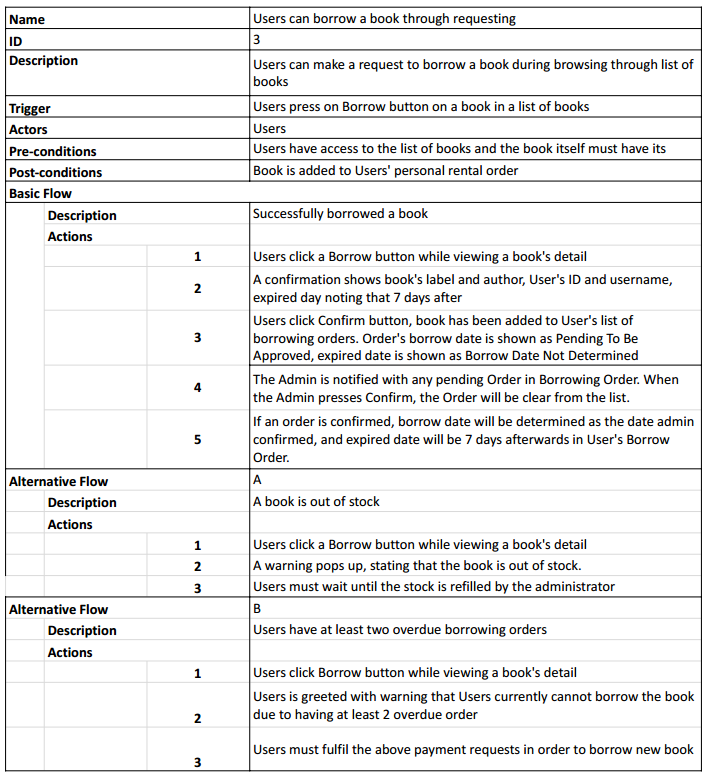 Name Users can borrow a book through requesting
ID 3
Description Users can make a request to borrow a book during browsing through list of
books
Trigger Users press on Borrow button on a book in a list of books
Actors Users
Pre-conditions Users have access to the list of books and the book itself must have its
Post-conditions Book is added to Users' personal rental order
Basic Flow
Description Successfully borrowed a book
Actions
1 Users click a Borrow button while viewing a book's detail
2 A confirmation shows book's label and author, User's ID and username,
expired day noting that 7 days after
3 Users click Confirm button, book has been added to User's list of
borrowing orders. Order's borrow date is shown as Pending To Be
Approved, expired date is shown as Borrow Date Not Determined
4 The Admin is notified with any pending Order in Borrowing Order. When
the Admin presses Confirm, the Order will be clear from the list.
5 If an order is confirmed, borrow date will be determined as the date admin
confirmed, and expired date will be 7 days afterwards in User's Borrow
Order.
Alternative Flow A
Description A book is out of stock
Actions
1 Users click a Borrow button while viewing a book's detail
2 A warning pops up, stating that the book is out of stock.
3 Users must wait until the stock is refilled by the administrator
Alternative Flow B
Description Users have at least two overdue borrowing orders
Actions
1 Users click Borrow button while viewing a book's detail
2 Users is greeted with warning that Users currently cannot borrow the book
due to having at least 2 overdue order
3 Users must fulfil the above payment requests in order to borrow new book